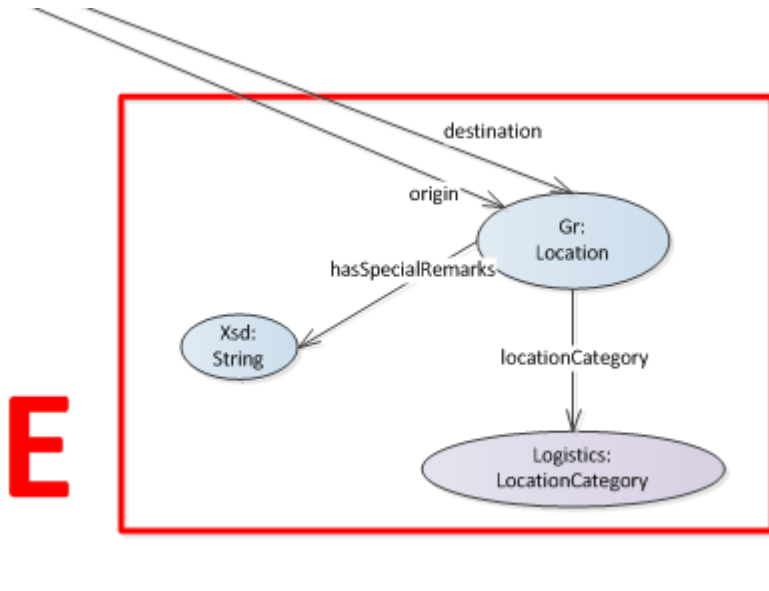 destination
origin
Gr:
Location
hasSpecialRemarks
Xsd:
String
locationCategory
E
Logistics:
LocationCategory